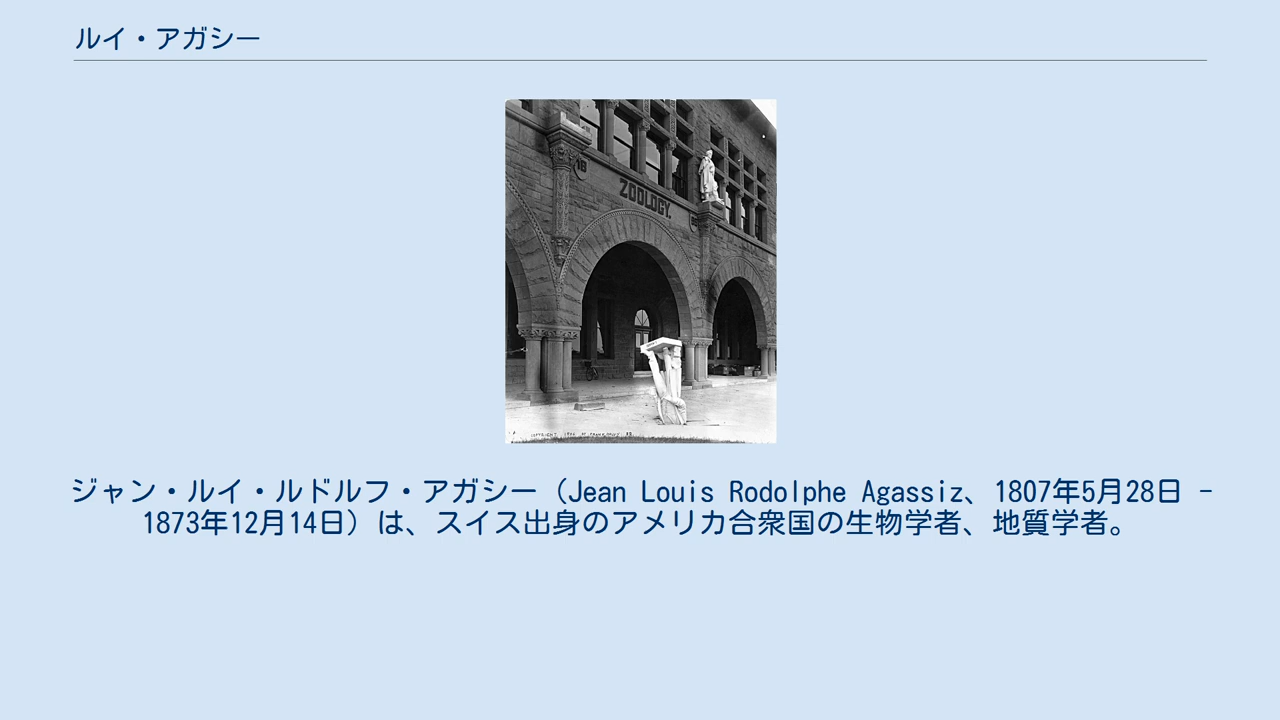 ルイ・アガシー
ZOOLOGY.
ジャン・ルイ・ルドルフ・アガシー（Jean Louis Rodolphe Agassiz、1807年5月28日 -
1873年12月14日）は、スイス出身のアメリカ合衆国の生物学者、地質学者。